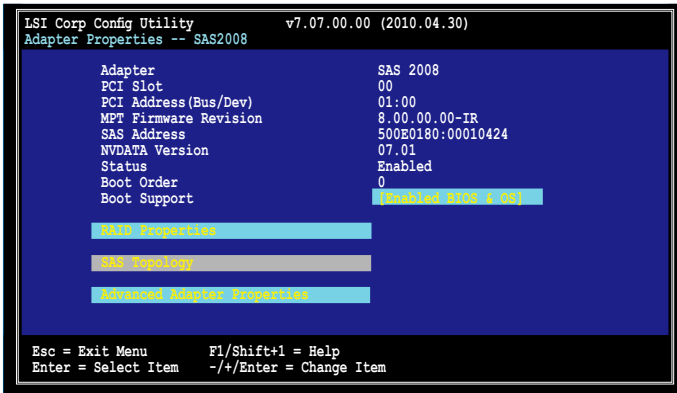 LSI Corp Config Utility v7.07.00.00 (2010.04.30)
Adapter Properties -- SAS2008
Adapter SAS 2008
PCI Slot 00
PCI Address(Bus/Dev) 01:00
MPT Firmware Revision 8.00.00.00-IR
SAS Address 500E0180:00010424
NVDATA Version 07.01
Status Enabled
Boot Order 0
Boot Support [Enabled BIOS & OS]
RAID Properties
SAS Topology
Advanced Adapter Properties
Esc = Exit Menu F1/Shift+1 = Help
Enter = Select Item -/+/Enter = Change Item